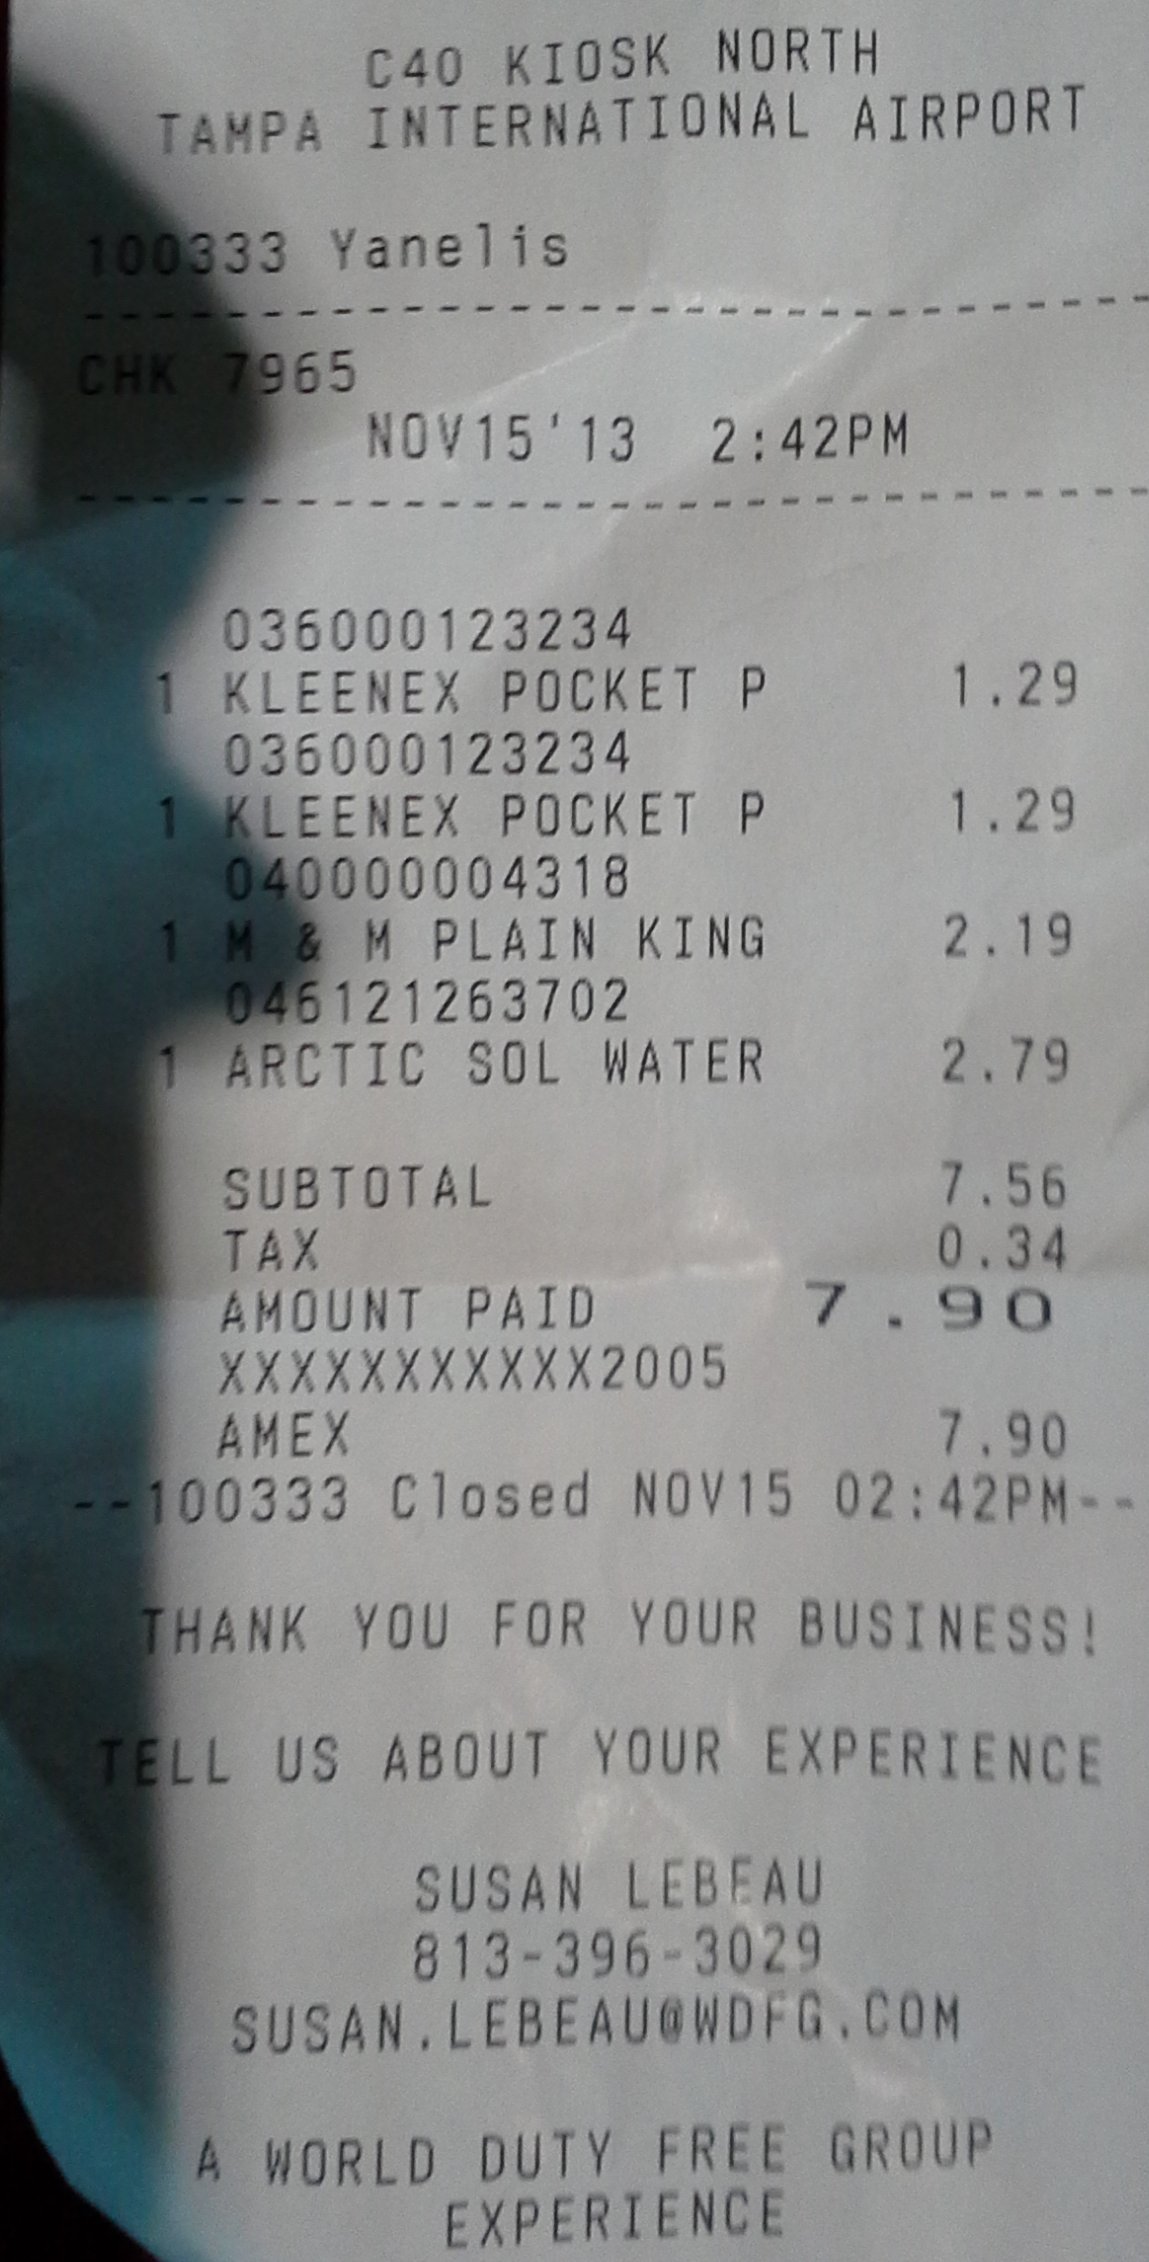 C40 KIOSK NORTH
TAMPA INTERNATIONAL AIRPORT
100333 Yanelis
--------------------------------
CHK 7965
NOV15'13 2:42PM
--------------------------------
036000123234
1 KLEENEX POCKET P 1.29
036000123234
1 KLEENEX POCKET P 1.29
040000004318
1 M & M PLAIN KING 2.19
046121263702
1 ARCTIC SOL WATER 2.79
SUBTOTAL 7.56
TAX 0.34
AMOUNT PAID 7.90
XXXXXXXXXXX2005
AMEX 7.90
--100333 Closed NOV15 02:42PM--
THANK YOU FOR YOUR BUSINESS!
TELL US ABOUT YOUR EXPERIENCE
SUSAN LEBEAU
813-396-3029
SUSAN.LEBEAU@WDFG.COM
A WORLD DUTY FREE GROUP
EXPERIENCE